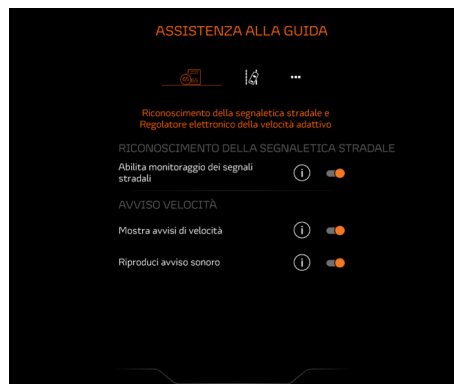 ASSISTENZA ALLA GUIDA
Riconoscimento della segnaletica stradale e
Regolatore elettronico della velocità adattivo
RICONOSCIMENTO DELLA SEGNALETICA STRADALE
Abilita monitoraggio dei segnali
stradali
AVVISO VELOCITÀ
Mostra avvisi di velocità
Riproduci avviso sonoro